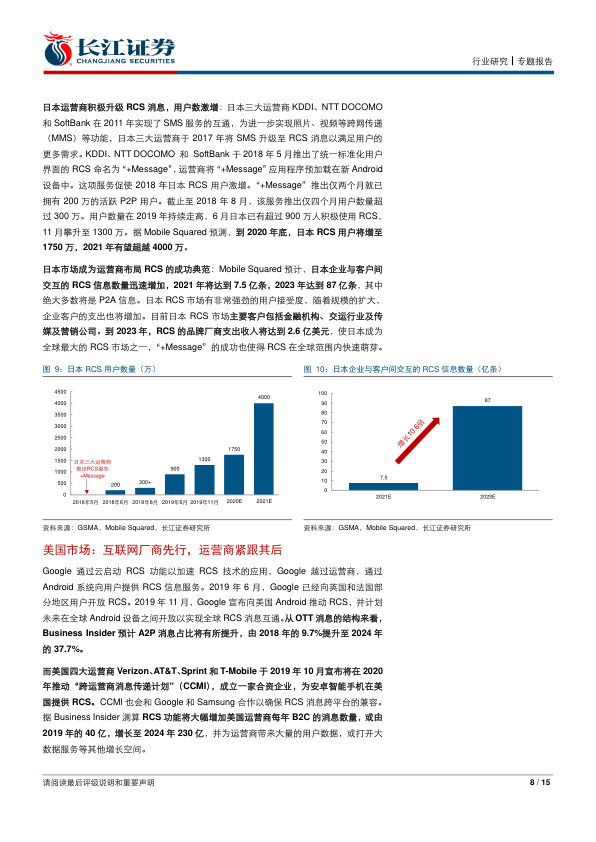 长江证券
CHANGJIANG SECURITIES
行业研究┃专题报告
日本运营商积极升级 RCS 消息，用户数激增：日本三大运营商 KDDI、NTT DOCOMO
和 SoftBank 在 2011 年实现了 SMS 服务的互通，为进一步实现照片、视频等跨网传递
（MMS）等功能，日本三大运营商于 2017 年将 SMS 升级至 RCS 消息以满足用户的
更多需求。KDDI、NTT DOCOMO 和 SoftBank 于 2018 年 5 月推出了统一标准化用户
界面的 RCS 命名为 “+Message”，运营商将 “+Message” 应用程序预加载在新 Android
设备中。这项服务促使 2018 年日本 RCS 用户激增。“+Message” 推出仅两个月就已
拥有 200 万的活跃 P2P 用户。截止至 2018 年 8 月，该服务推出仅四个月用户数量超
过 300 万。用户数量在 2019 年持续走高，6 月日本已有超过 900 万人积极使用 RCS，
11 月攀升至 1300 万。据 Mobile Squared 预测，到 2020 年底，日本 RCS 用户将增至
1750 万，2021 年有望超越 4000 万。
日本市场成为运营商布局 RCS 的成功典范：Mobile Squared 预计，日本企业与客户间
交互的 RCS 信息数量迅速增加，2021 年将达到 7.5 亿条，2023 年达到 87 亿条，其中
绝大多数将是 P2A 信息。日本 RCS 市场有非常强劲的用户接受度，随着规模的扩大，
企业客户的支出也将增加。目前日本 RCS 市场主要客户包括金融机构、交运行业及传
媒及营销公司。到 2023 年，RCS 的品牌厂商支出收入将达到 2.6 亿美元，使日本成为
全球最大的 RCS 市场之一，“+Message” 的成功也使得 RCS 在全球范围内快速萌芽。
图 9：日本 RCS 用户数量（万）
4500
4000
3500
3000
2500
2000
1500
1000
500
0
日本三大运营商
推出RCS服务
+Message
200
300+
900
1300
1750
4000
2018年5月 2018年6月 2018年8月 2019年6月 2019年11月 2020E 2021E
资料来源：GSMA，Mobile Squared，长江证券研究所
图 10：日本企业与客户间交互的 RCS 信息数量（亿条）
100
90
80
70
60
50
40
30
20
10
0
7.5
增长10.6倍
87
2021E 2023E
资料来源：GSMA，Mobile Squared，长江证券研究所
美国市场：互联网厂商先行，运营商紧跟其后
Google 通过云启动 RCS 功能以加速 RCS 技术的应用，Google 越过运营商，通过
Android 系统向用户提供 RCS 信息服务。2019 年 6 月，Google 已经向英国和法国部
分地区用户开放 RCS。2019 年 11 月，Google 宣布向美国 Android 推动 RCS，并计划
未来在全球 Android 设备之间开放以实现全球 RCS 消息互通。从 OTT 消息的结构来看，
Business Insider 预计 A2P 消息占比将有所提升，由 2018 年的 9.7%提升至 2024 年
的 37.7%。
而美国四大运营商 Verizon、AT&T、Sprint 和 T-Mobile 于 2019 年 10 月宣布将在 2020
年推动 “跨运营商消息传递计划”（CCMI），成立一家合资企业，为安卓智能手机在美
国提供 RCS。CCMI 也会和 Google 和 Samsung 合作以确保 RCS 消息跨平台的兼容。
据 Business Insider 测算 RCS 功能将大幅增加美国运营商每年 B2C 的消息数量，或由
2019 年的 40 亿，增长至 2024 年 230 亿，并为运营商带来大量的用户数据，或打开大
数据服务等其他增长空间。
请阅读最后评级说明和重要声明
8 / 15